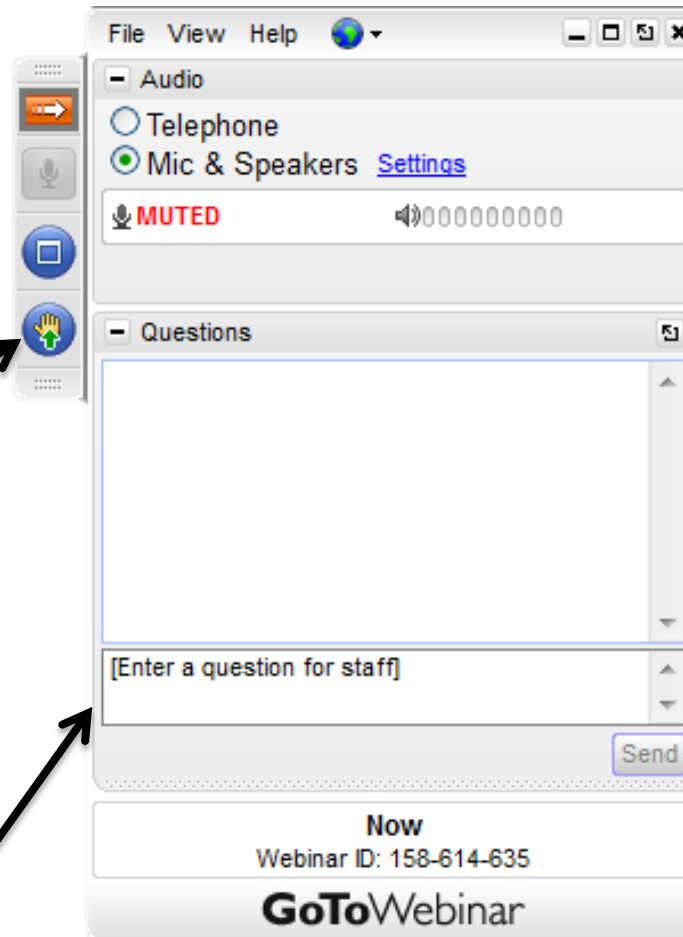 File View Help
Audio
Telephone
Mic & Speakers Settings
MUTED
Questions
[Enter a question for staff]
Send
Now
Webinar ID: 158-614-635
GoToWebinar